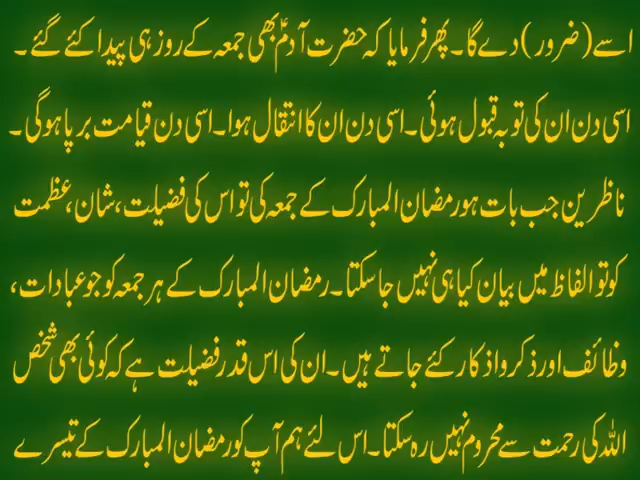 اسے (ضرور) دے گا۔ پھر فرمایا کہ حضرت آدمؑ بھی جمعہ کے روز ہی پیدا کئے گئے۔
اسی دن ان کی توبہ قبول ہوئی۔ اسی دن ان کا انتقال ہوا۔ اسی دن قیامت برپا ہوگی۔
ناظرین جب بات ہو رمضان المبارک کے جمعہ کی تو اس کی فضیلت، شان، عظمت
کو تو الفاظ میں بیان کیا ہی نہیں جا سکتا۔ رمضان المبارک کے ہر جمعہ کو جو عبادات،
وظائف اور ذکر و اذکار کئے جاتے ہیں۔ ان کی اس قدر فضیلت ہے کہ کوئی بھی شخص
اللہ کی رحمت سے محروم نہیں رہ سکتا۔ اس لئے ہم آپ کو رمضان المبارک کے تیسرے